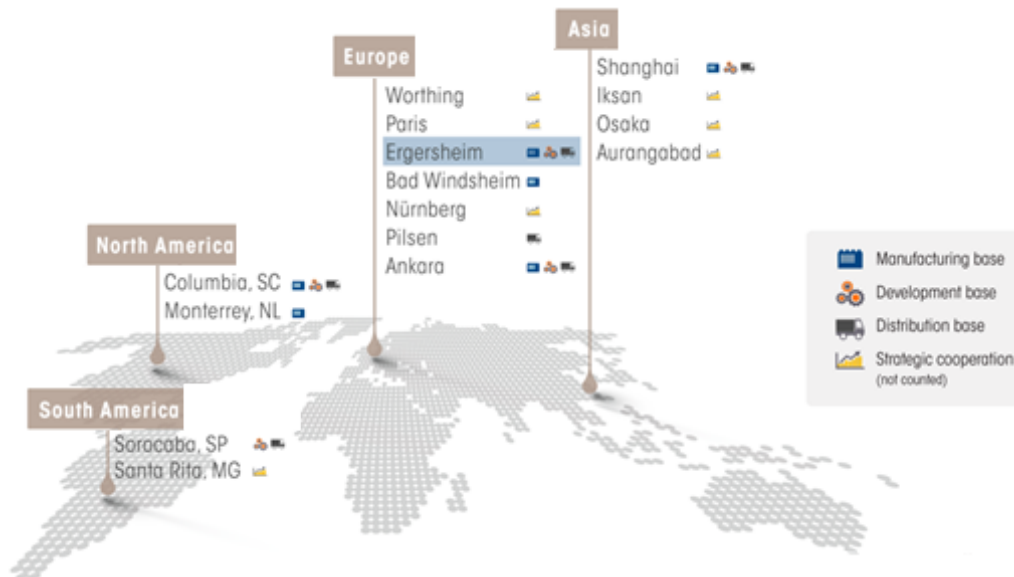 Asia
Shanghai
Iksan
Osaka
Aurangabad
Europe
Worthing
Paris
Ergersheim
Bad Windsheim
Nürnberg
Pilsen
Ankara
North America
Columbia, SC
Monterrey, NL
South America
Sorocaba, SP
Santa Rita, MG
Manufacturing base
Development base
Distribution base
Strategic cooperation
(not counted)